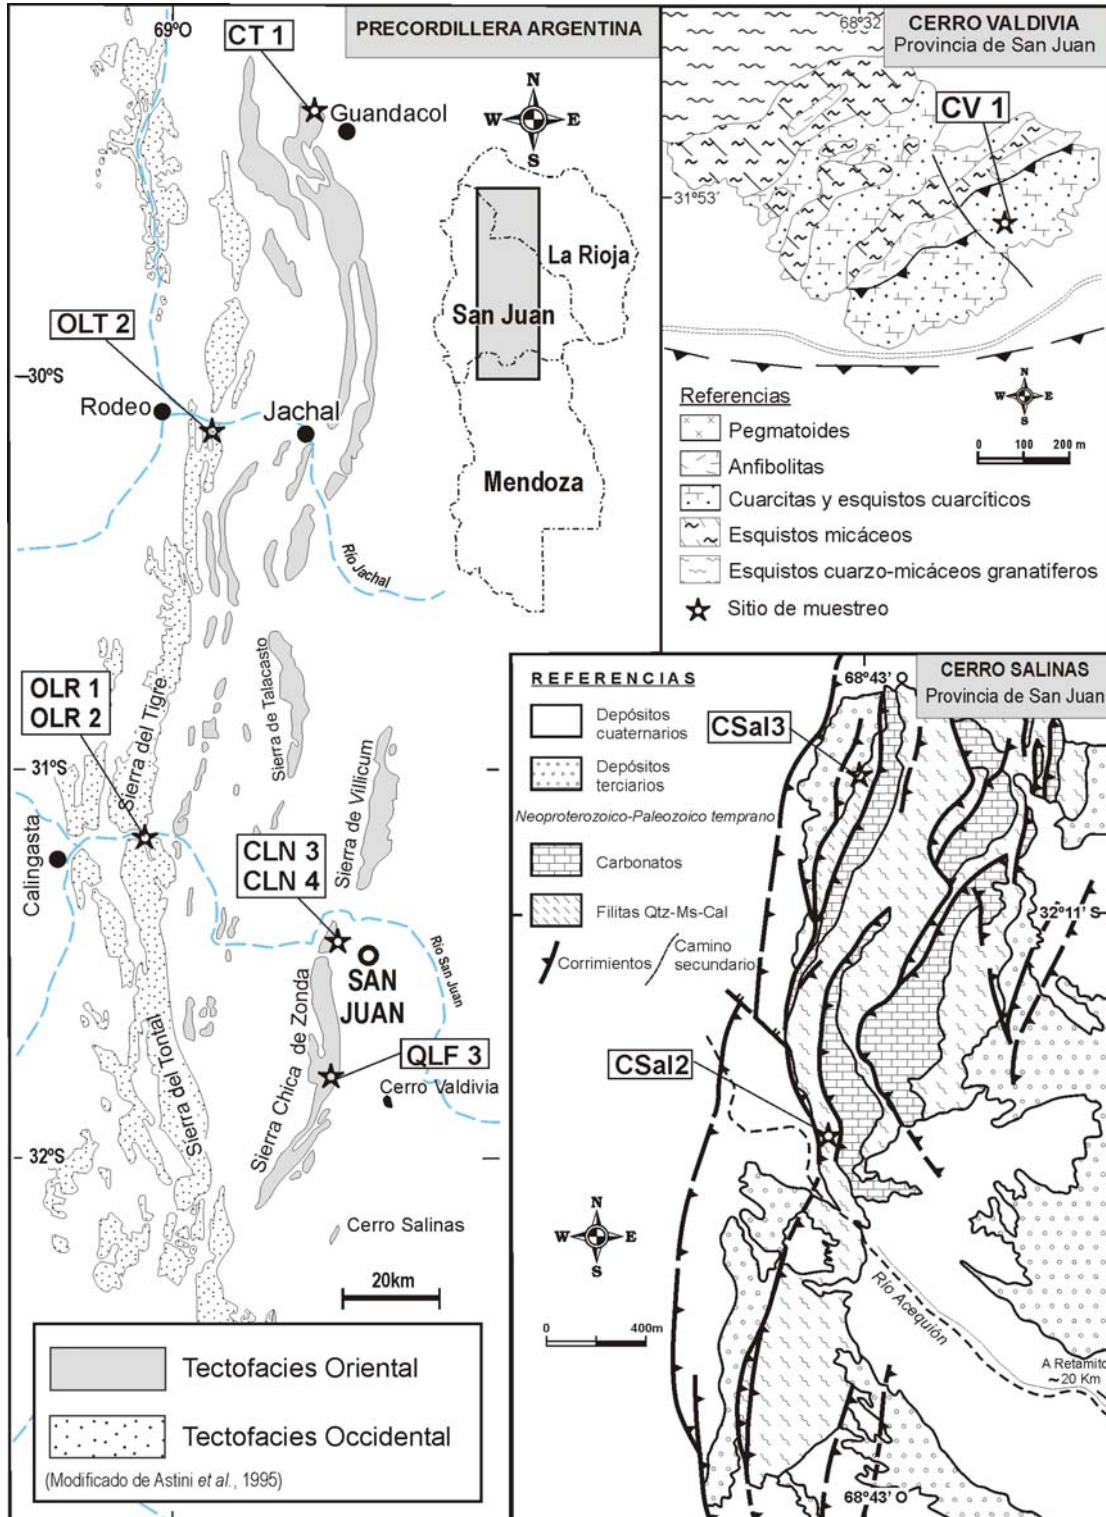 PRECORDILLERA ARGENTINA
69ºO
CT 1
Guandacol
N
W
E
S
La Rioja
San Juan
Mendoza
OLT 2
30ºS
Rodeo
Jachal
Río Jachal
OLR 1
OLR 2
Sierra del Tigre
Sierra de Talacasto
Sierra de Villicum
31ºS
Calingasta
CLN 3
CLN 4
SAN
JUAN
Río San Juan
Sierra Chica de Zonda
Sierra del Tontal
QLF 3
Cerro Valdivia
32ºS
Cerro Salinas
20km
Tectofacies Oriental
Tectofacies Occidental
(Modificado de Astini et al., 1995)
CERRO VALDIVIA
Provincia de San Juan
68º32
CV 1
31º53'
Referencias
Pegmatoides
Anfibolitas
Cuarcitas y esquistos cuarcíticos
Esquistos micáceos
Esquistos cuarzo-micáceos granatíferos
Sitio de muestreo
N
W
E
S
0 100 200 m
CERRO SALINAS
Provincia de San Juan
68º43' O
REFERENCIAS
Depósitos
cuaternarios
Depósitos
terciarios
Neoproterozoico-Paleozoico temprano
Carbonatos
Filitas Qtz-Ms-Cal
Corrimientos
Camino
secundario
CSal3
32º11' S
CSal2
N
W
E
S
0 400m
Río Acequión
A Retamito
~20 Km
68º43' O